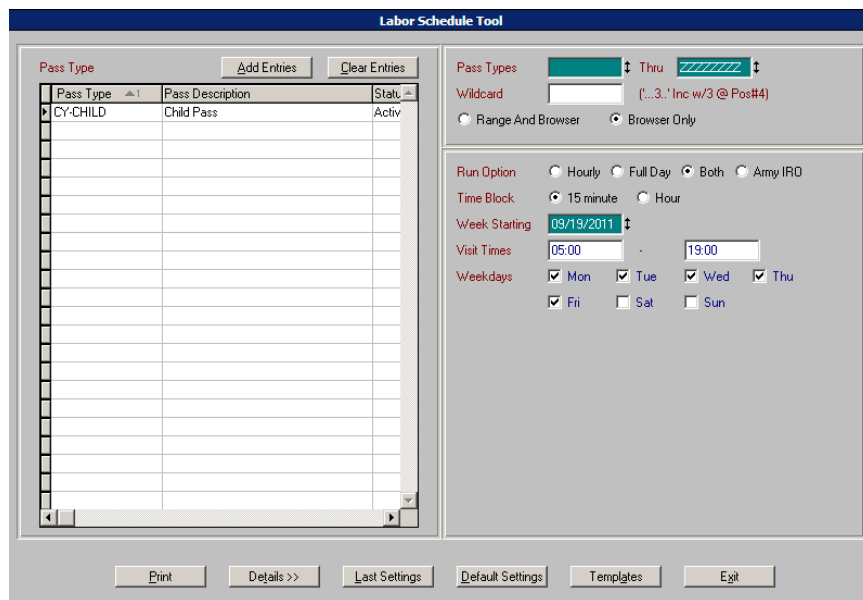 Labor Schedule Tool
Pass Type Add Entries Clear Entries
Pass Type 1 Pass Description Statu
CY-CHILD Child Pass Activ
Pass Types Thru ZZZZZZZZ
Wildcard ('...3..' Inc w/3 @ Pos#4)
Range And Browser Browser Only
Run Option Hourly Full Day Both Army IRO
Time Block 15 minute Hour
Week Starting 09/19/2011
Visit Times 05:00 - 19:00
Weekdays Mon Tue Wed Thu
Fri Sat Sun
Print Details >> Last Settings Default Settings Templates Exit